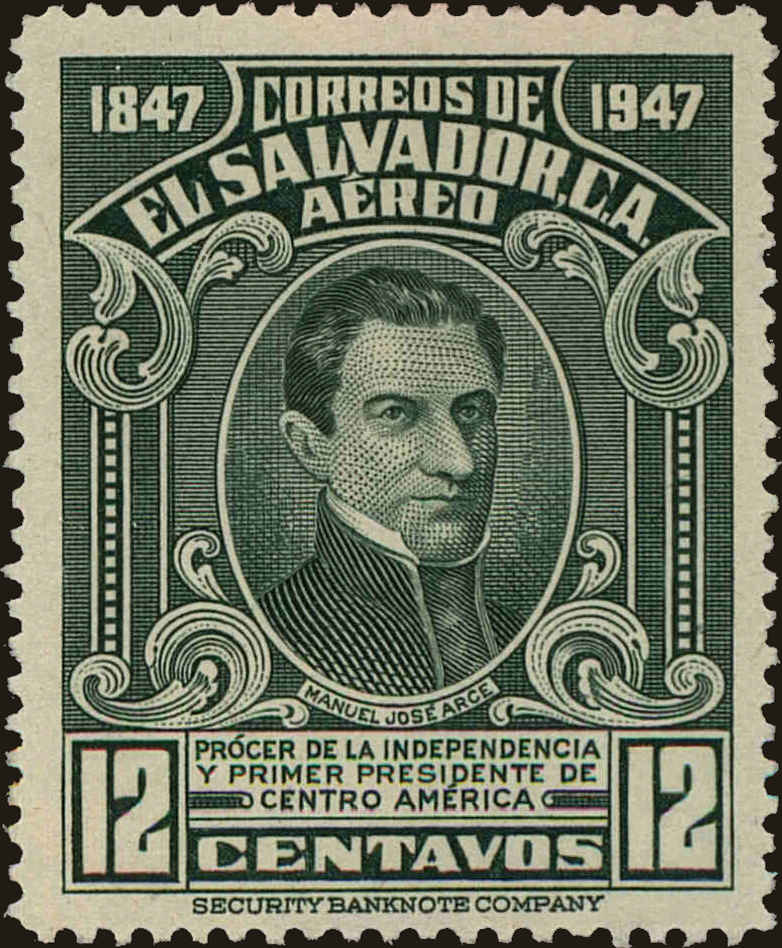 1847 CORREOS DE 1947
EL SALVADOR, C.A.
AÉREO
MANUEL JOSÉ ARCE
12 PRÓCER DE LA INDEPENDENCIA 12
Y PRIMER PRESIDENTE DE
CENTRO AMÉRICA
CENTAVOS
SECURITY BANKNOTE COMPANY